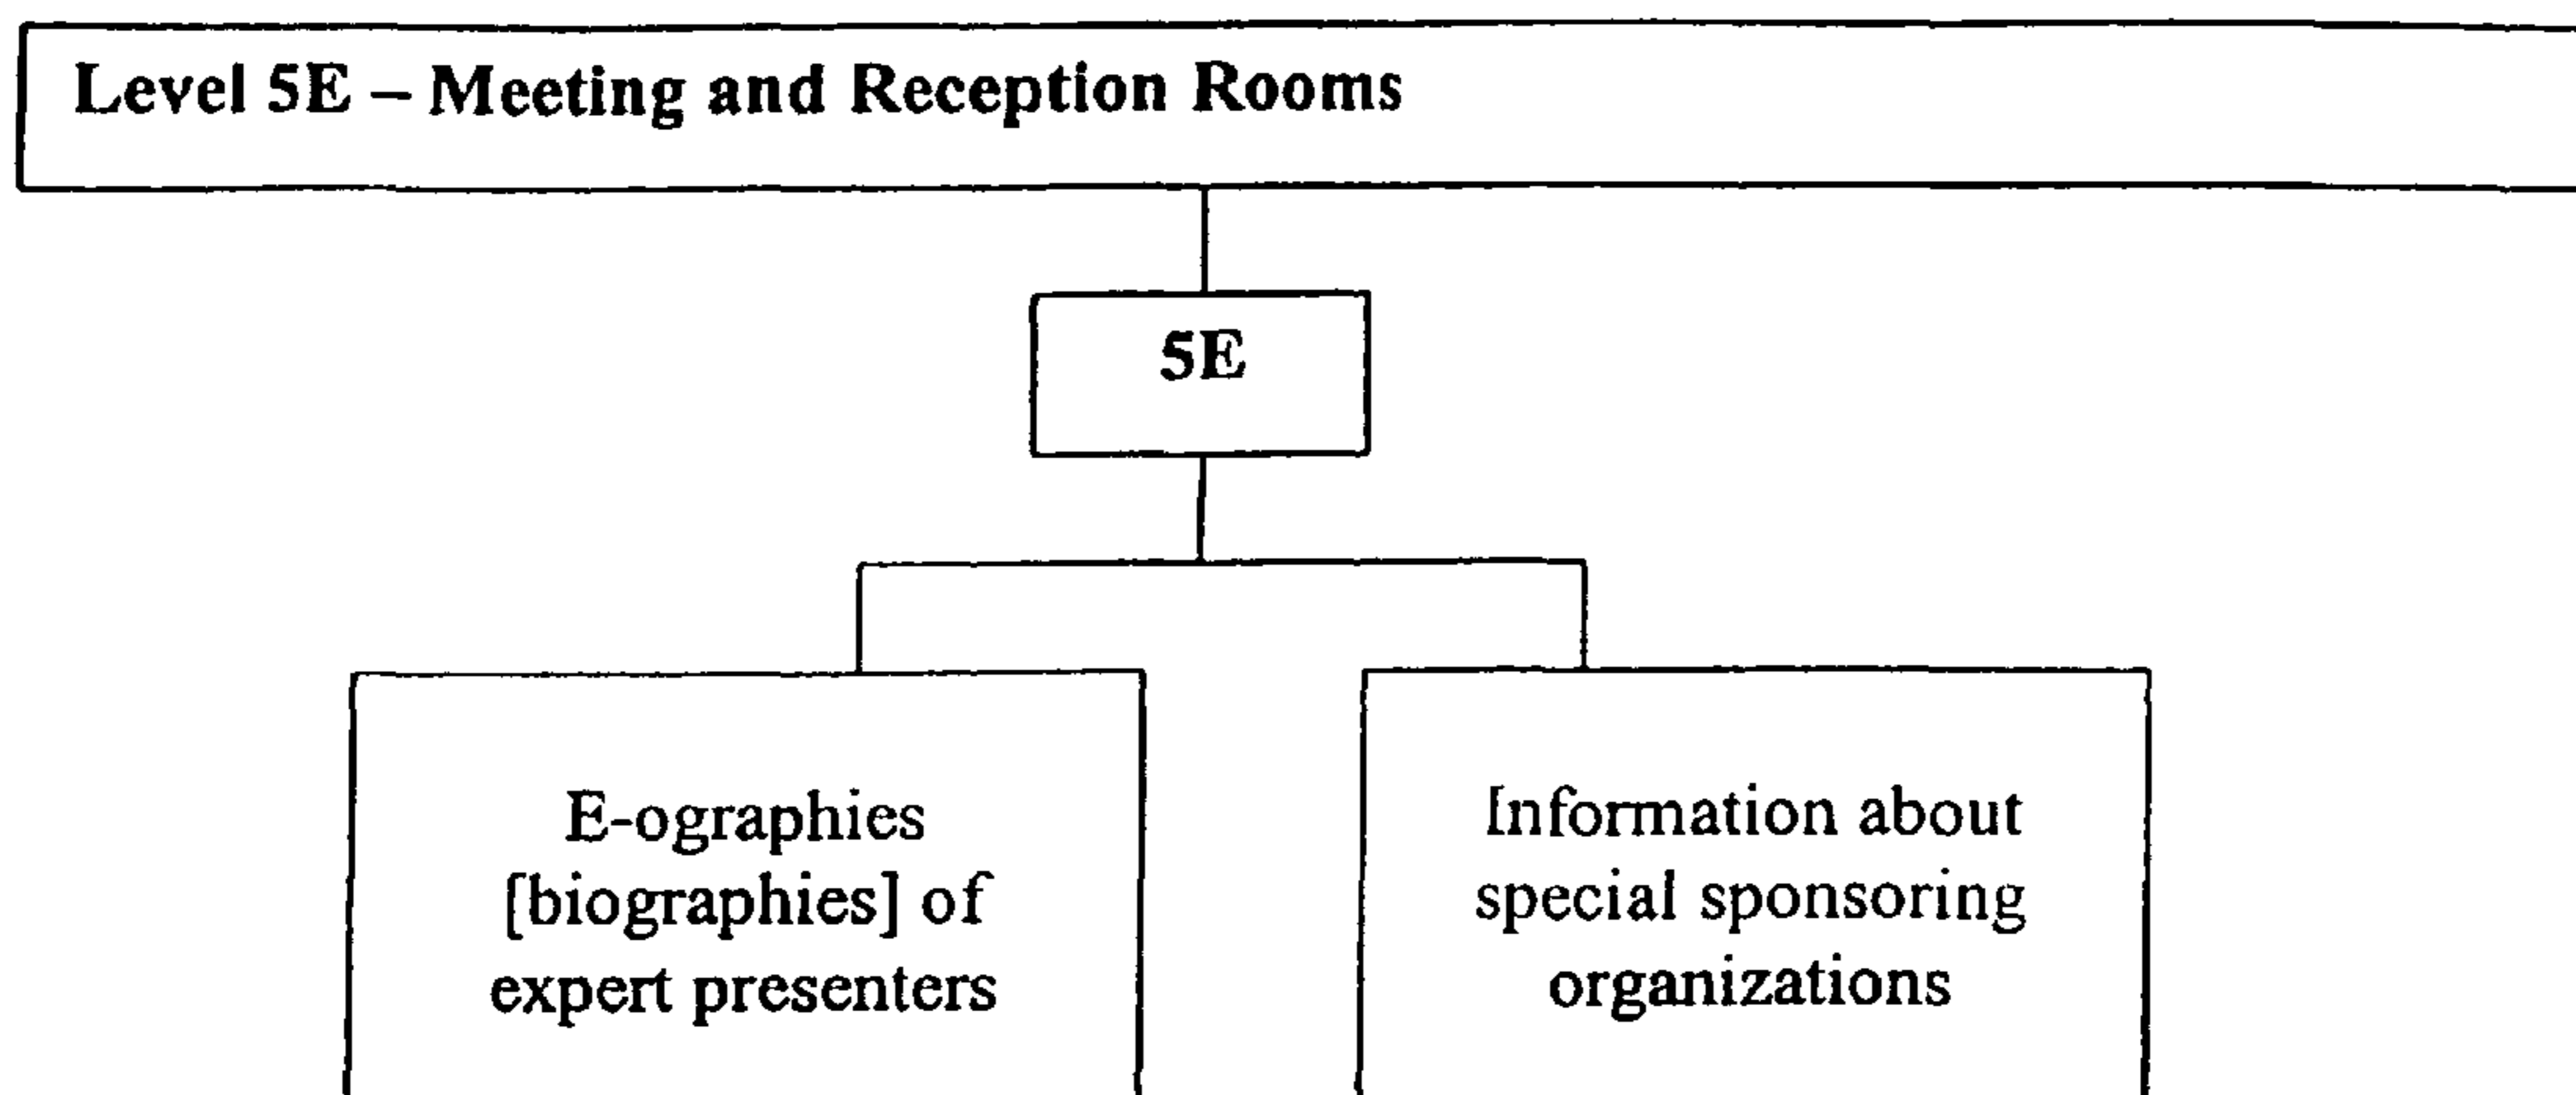 Level 5E – Meeting and Reception Rooms
5E
E-ographies
[biographies] of
expert presenters
Information about
special sponsoring
organizations